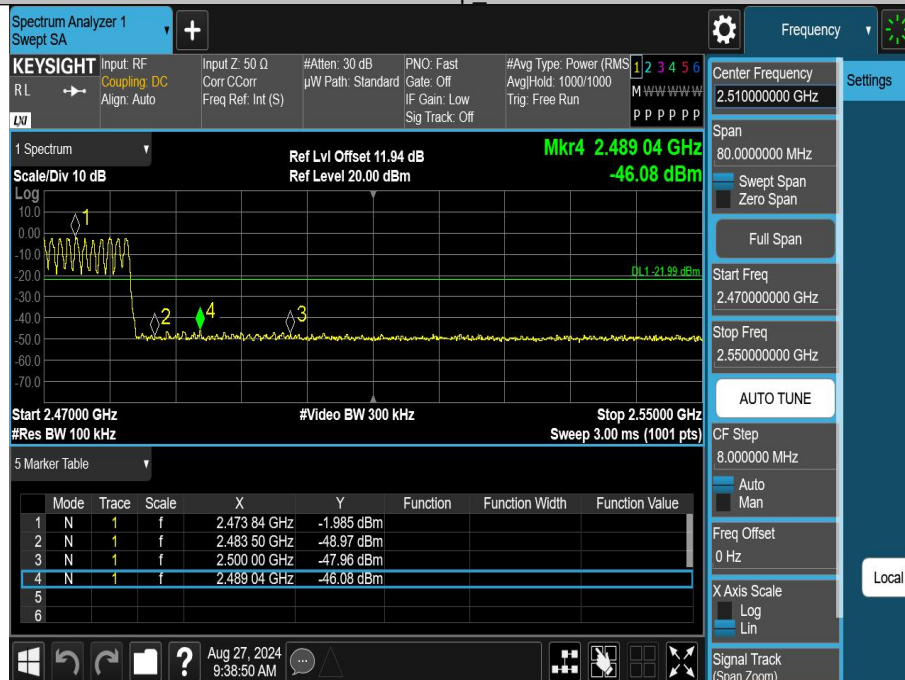 Spectrum Analyzer 1
Swept SA
+
Frequency
KEYSIGHT
RL
LXI
Input: RF
Coupling: DC
Align: Auto
Input Z: 50 Ω
Corr CCorr
Freq Ref: Int (S)
#Atten: 30 dB
µW Path: Standard
PNO: Fast
Gate: Off
IF Gain: Low
Sig Track: Off
#Avg Type: Power (RMS
Avg|Hold: 1000/1000
Trig: Free Run
1 2 3 4 5 6
M W W W W W
P P P P P P
1 Spectrum
Scale/Div 10 dB
Ref Lvl Offset 11.94 dB
Ref Level 20.00 dBm
Mkr4 2.489 04 GHz
-46.08 dBm
Log
10.0
0.00
-10.0
-20.0
-30.0
-40.0
-50.0
-60.0
-70.0
1
2
4
3
DL1 -21.99 dBm
Start 2.47000 GHz
#Video BW 300 kHz
Stop 2.55000 GHz
#Res BW 100 kHz
Sweep 3.00 ms (1001 pts)
5 Marker Table
Mode Trace Scale X Y Function Function Width Function Value
1 N 1 f 2.473 84 GHz -1.985 dBm
2 N 1 f 2.483 50 GHz -48.97 dBm
3 N 1 f 2.500 00 GHz -47.96 dBm
4 N 1 f 2.489 04 GHz -46.08 dBm
5
6
?
Aug 27, 2024
9:38:50 AM
Center Frequency
2.510000000 GHz
Settings
Span
80.0000000 MHz
Swept Span
Zero Span
Full Span
Start Freq
2.470000000 GHz
Stop Freq
2.550000000 GHz
AUTO TUNE
CF Step
8.000000 MHz
Auto
Man
Freq Offset
0 Hz
X Axis Scale
Log
Lin
Local
Signal Track
(Span Zoom)